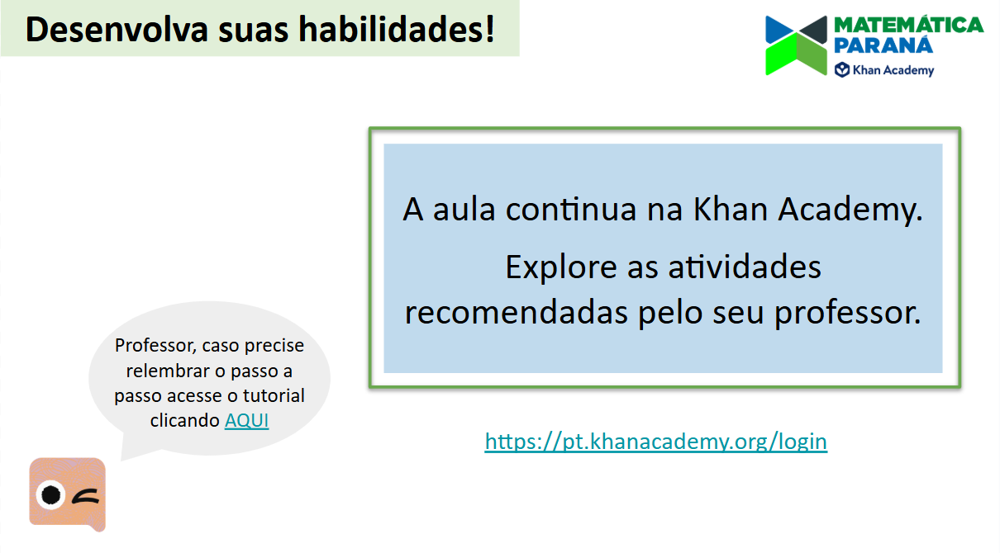 Desenvolva suas habilidades!
MATEMÁTICA
PARANÁ
Khan Academy
A aula continua na Khan Academy.
Explore as atividades
recomendadas pelo seu professor.
Professor, caso precise
relembrar o passo a
passo acesse o tutorial
clicando AQUI
https://pt.khanacademy.org/login